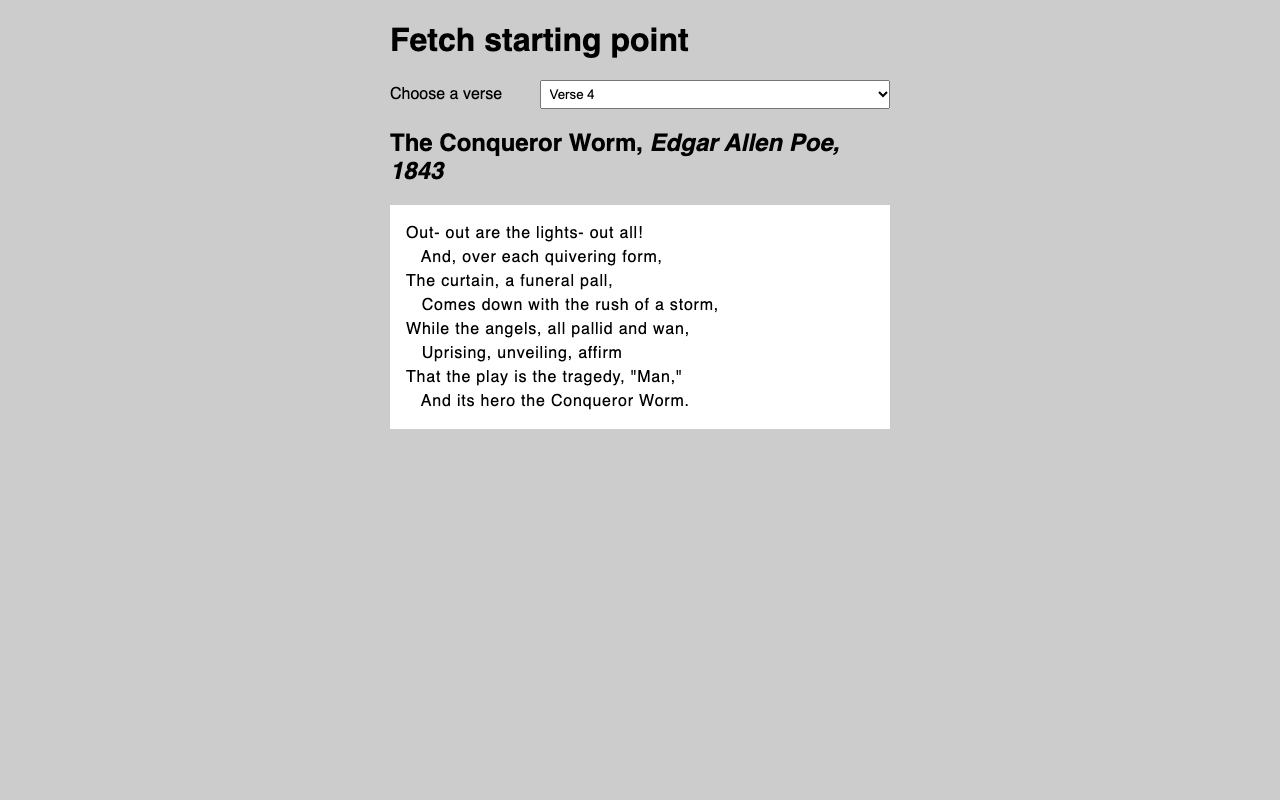 Fetch starting point
Choose a verse
Verse 4
The Conqueror Worm, Edgar Allen Poe,
1843
Out- out are the lights- out all!
And, over each quivering form,
The curtain, a funeral pall,
Comes down with the rush of a storm,
While the angels, all pallid and wan,
Uprising, unveiling, affirm
That the play is the tragedy, "Man,"
And its hero the Conqueror Worm.